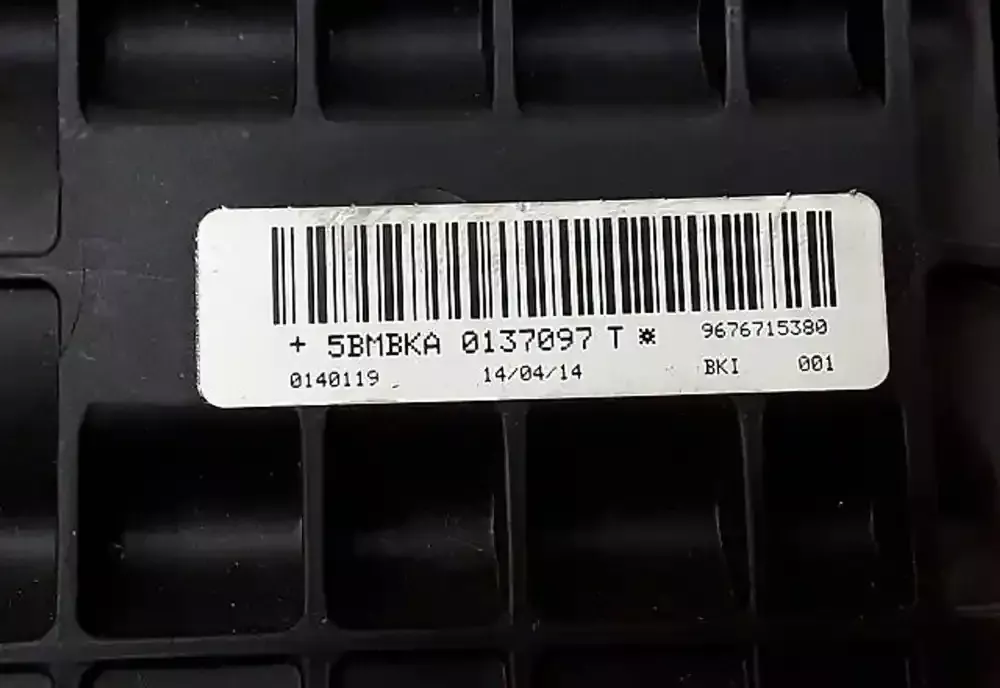 + 5BMBKA 0137097 T * 9676715380
0140119 14/04/14 BKI 001